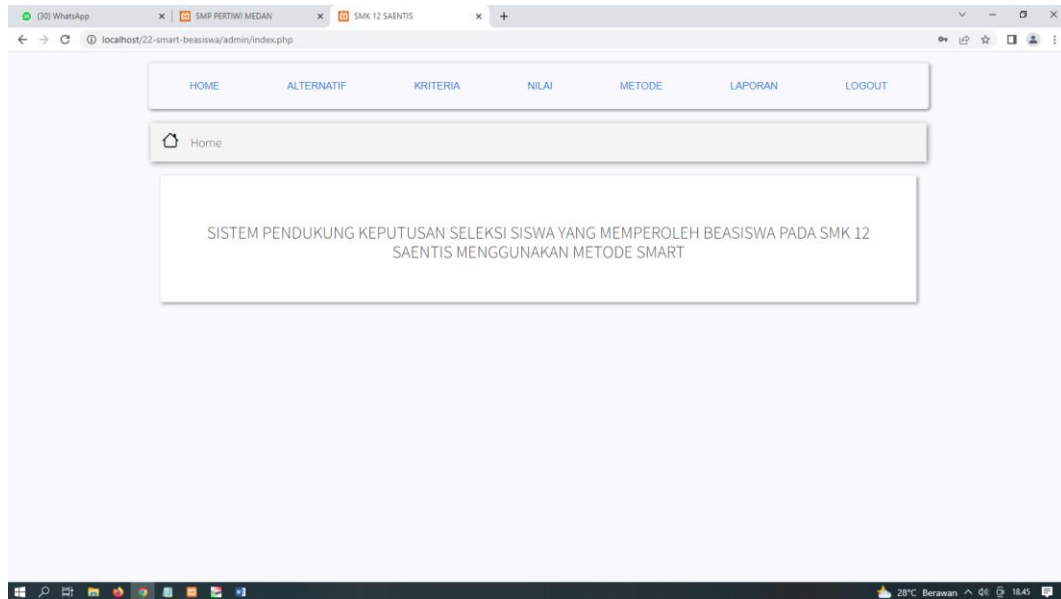 (30) WhatsApp
SMP PERTIWI MEDAN
SMK 12 SAENTIS
localhost/22-smart-beasiswa/admin/index.php
HOME ALTERNATIF KRITERIA NILAI METODE LAPORAN LOGOUT
Home
SISTEM PENDUKUNG KEPUTUSAN SELEKSI SISWA YANG MEMPEROLEH BEASISWA PADA SMK 12
SAENTIS MENGGUNAKAN METODE SMART
28°C Berawan 18.45